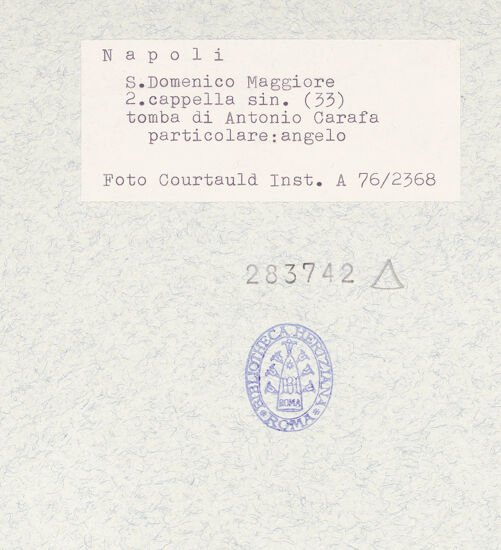 Napoli
S.Domenico Maggiore
2.cappella sin. (33)
tomba di Antonio Carafa
particolare:angelo
Foto Courtauld Inst. A 76/2368
283742
BIBLIOTHECA HERTZIANA
ROMA
ROMA